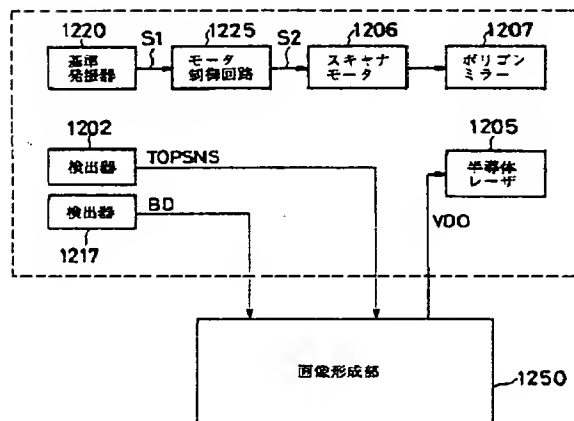 1220 S1 1225 S2 1206 1207
基準
発振器
モータ
制御回路
スキャナ
モータ
ポリゴン
ミラー
1202
検出器
TOPSNS
1205
半導体
レーザ
検出器
BD
1217
VDO
画像形成部
1250